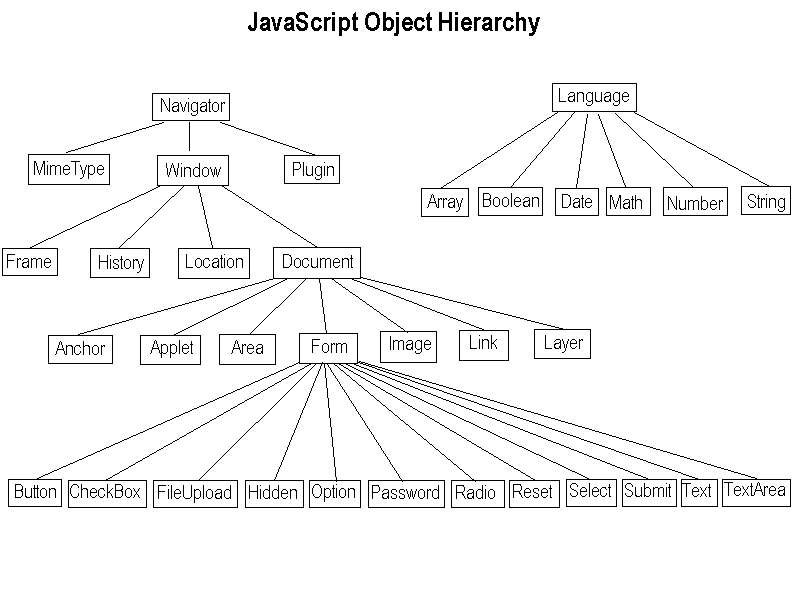 JavaScript Object Hierarchy
Navigator
Language
MimeType
Window
Plugin
Array
Boolean
Date
Math
Number
String
Frame
History
Location
Document
Anchor
Applet
Area
Form
Image
Link
Layer
Button
CheckBox
FileUpload
Hidden
Option
Password
Radio
Reset
Select
Submit
Text
TextArea